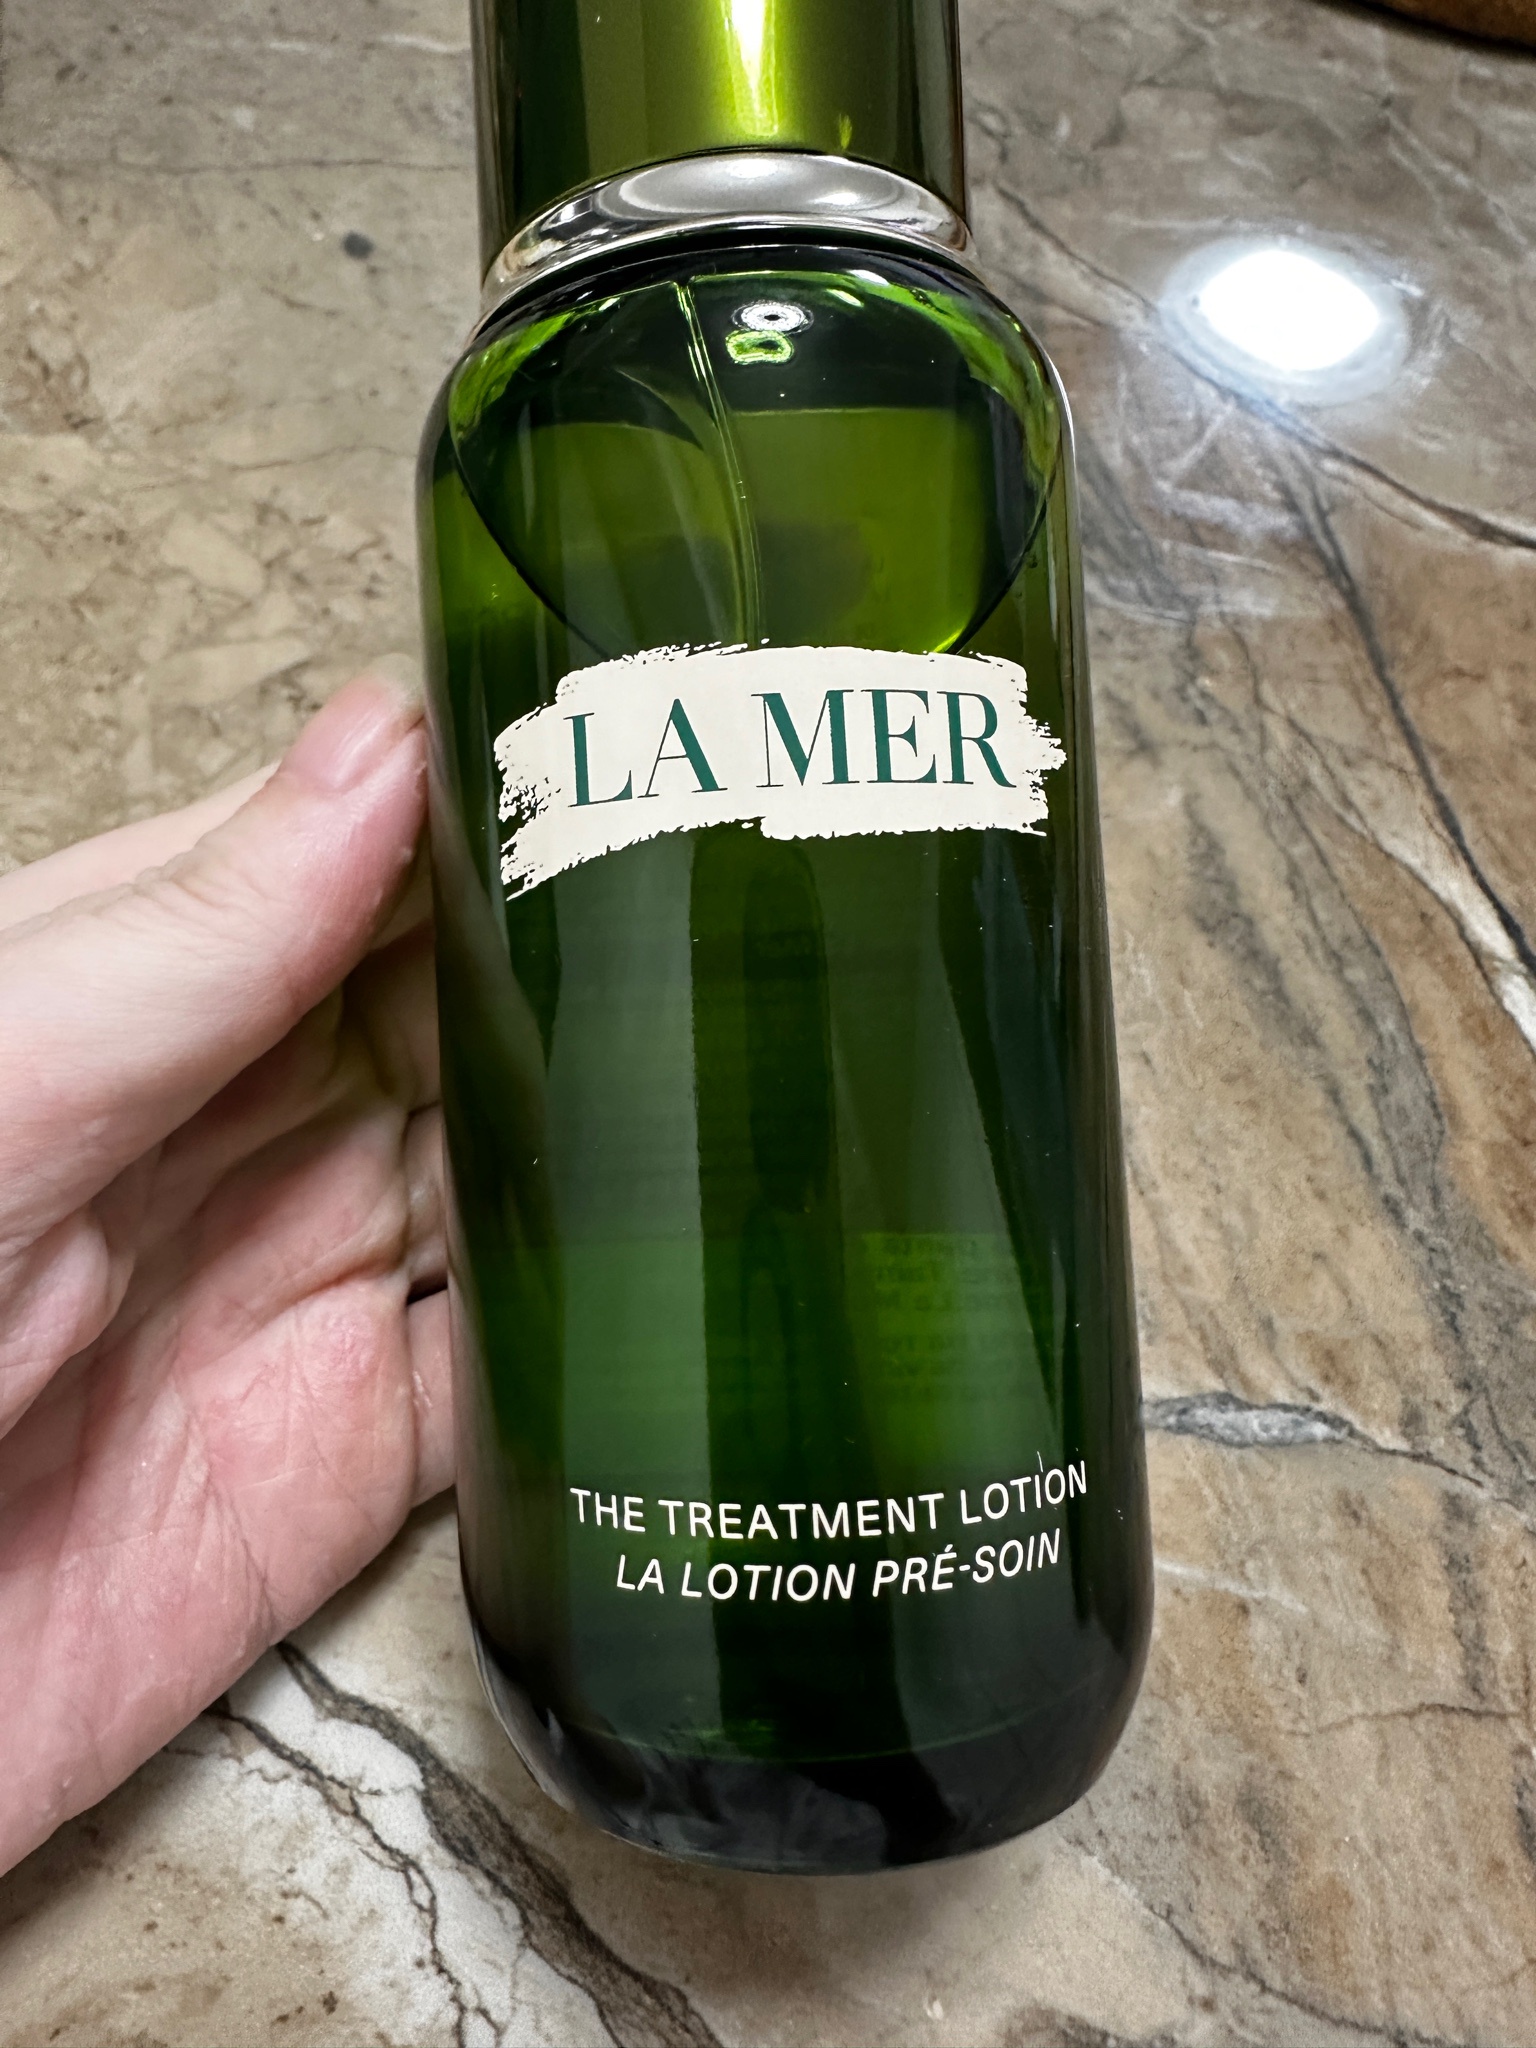 LA MER
THE TREATMENT LOTION
LA LOTION PRÉ-SOIN